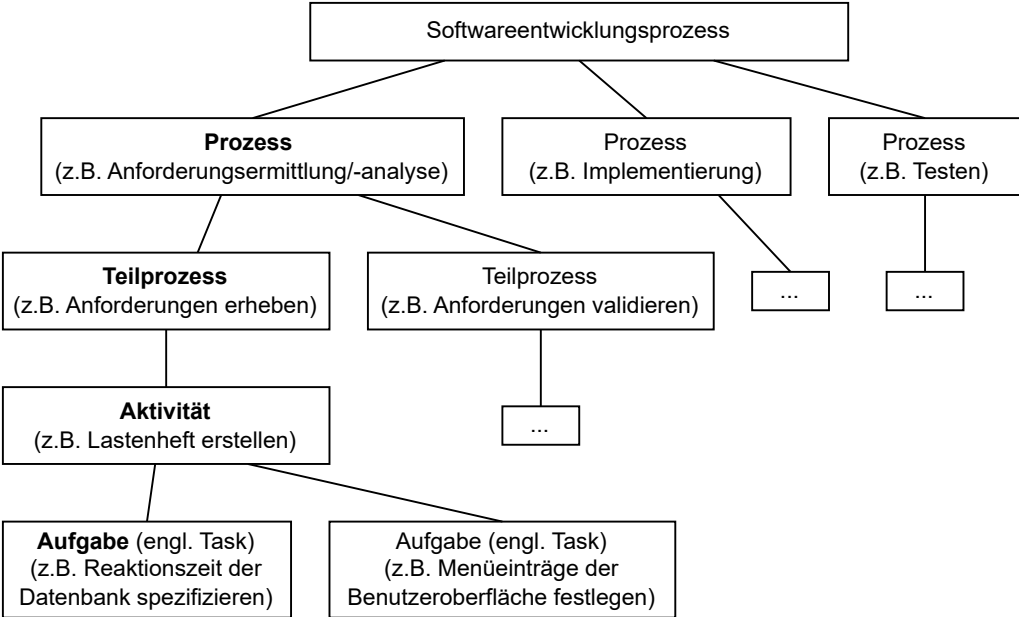 Softwareentwicklungsprozess
Prozess
(z.B. Anforderungsermittlung/-analyse)
Prozess
(z.B. Implementierung)
Prozess
(z.B. Testen)
Teilprozess
(z.B. Anforderungen erheben)
Teilprozess
(z.B. Anforderungen validieren)
...
...
Aktivität
(z.B. Lastenheft erstellen)
...
Aufgabe (engl. Task)
(z.B. Reaktionszeit der
Datenbank spezifizieren)
Aufgabe (engl. Task)
(z.B. Menüeinträge der
Benutzeroberfläche festlegen)